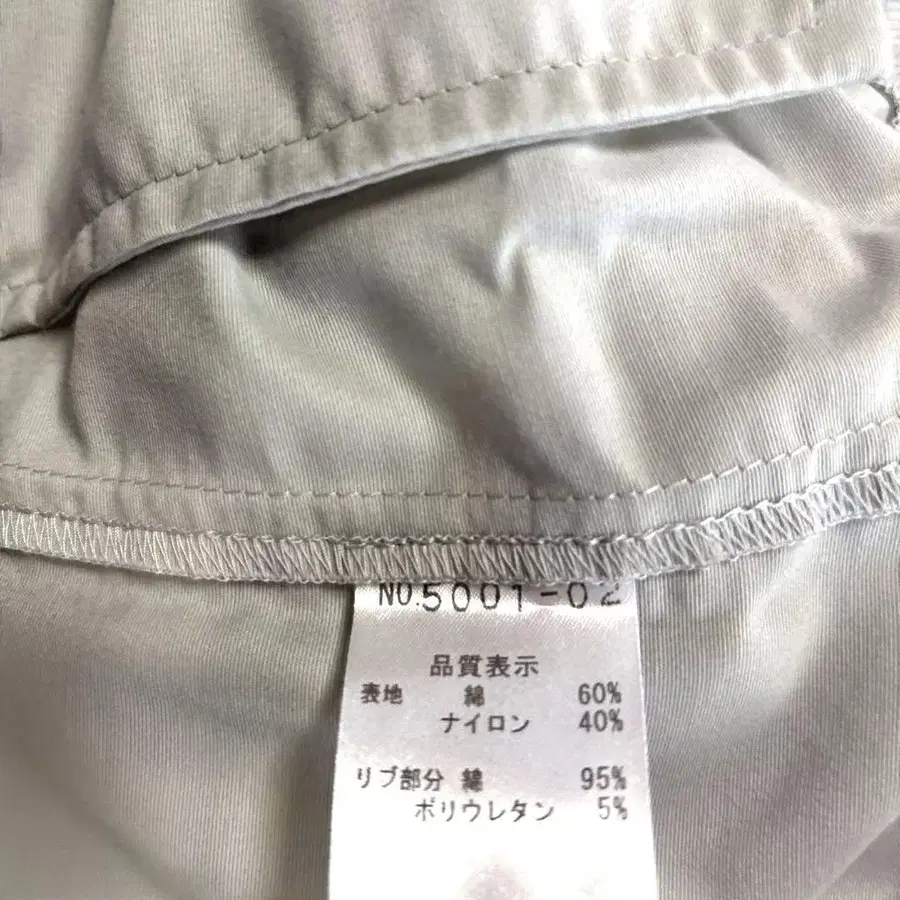 NO.5001-02
品質表示
表地 綿 60%
ナイロン 40%
リブ部分 綿 95%
ポリウレタン 5%